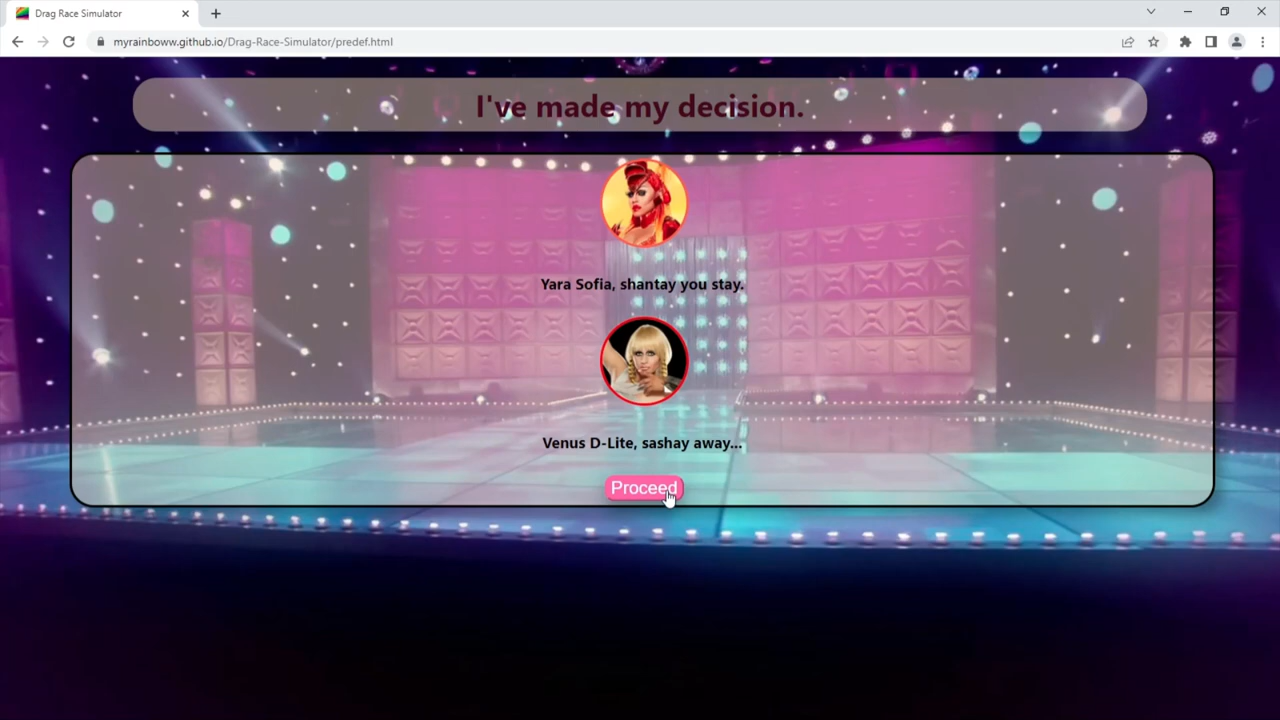 Drag Race Simulator
myrainboww.github.io/Drag-Race-Simulator/predef.html
I've made my decision.
Yara Sofia, shantay you stay.
Venus D-Lite, sashay away...
Proceed